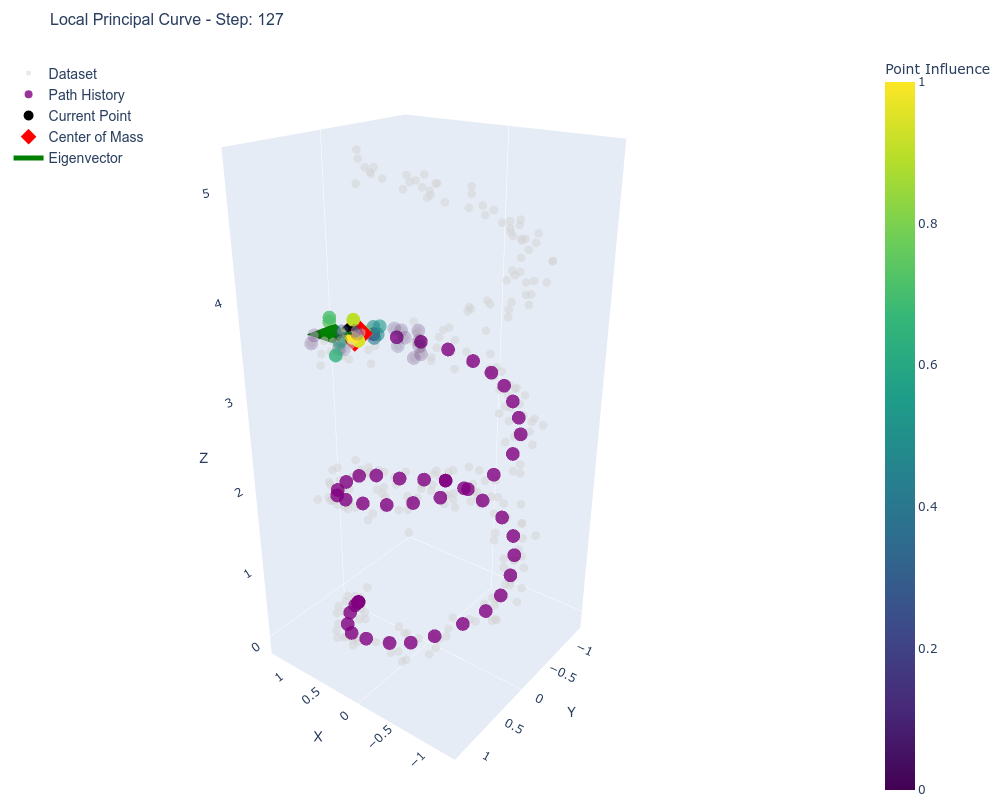 Local Principal Curve - Step: 127
Dataset
Path History
Current Point
Center of Mass
Eigenvector
Point Influence
1
0.8
0.6
0.4
0.2
0
5
4
3
2
1
0
Z
1
0.5
0
−0.5
−1
X
−1
−0.5
0
0.5
1
Y